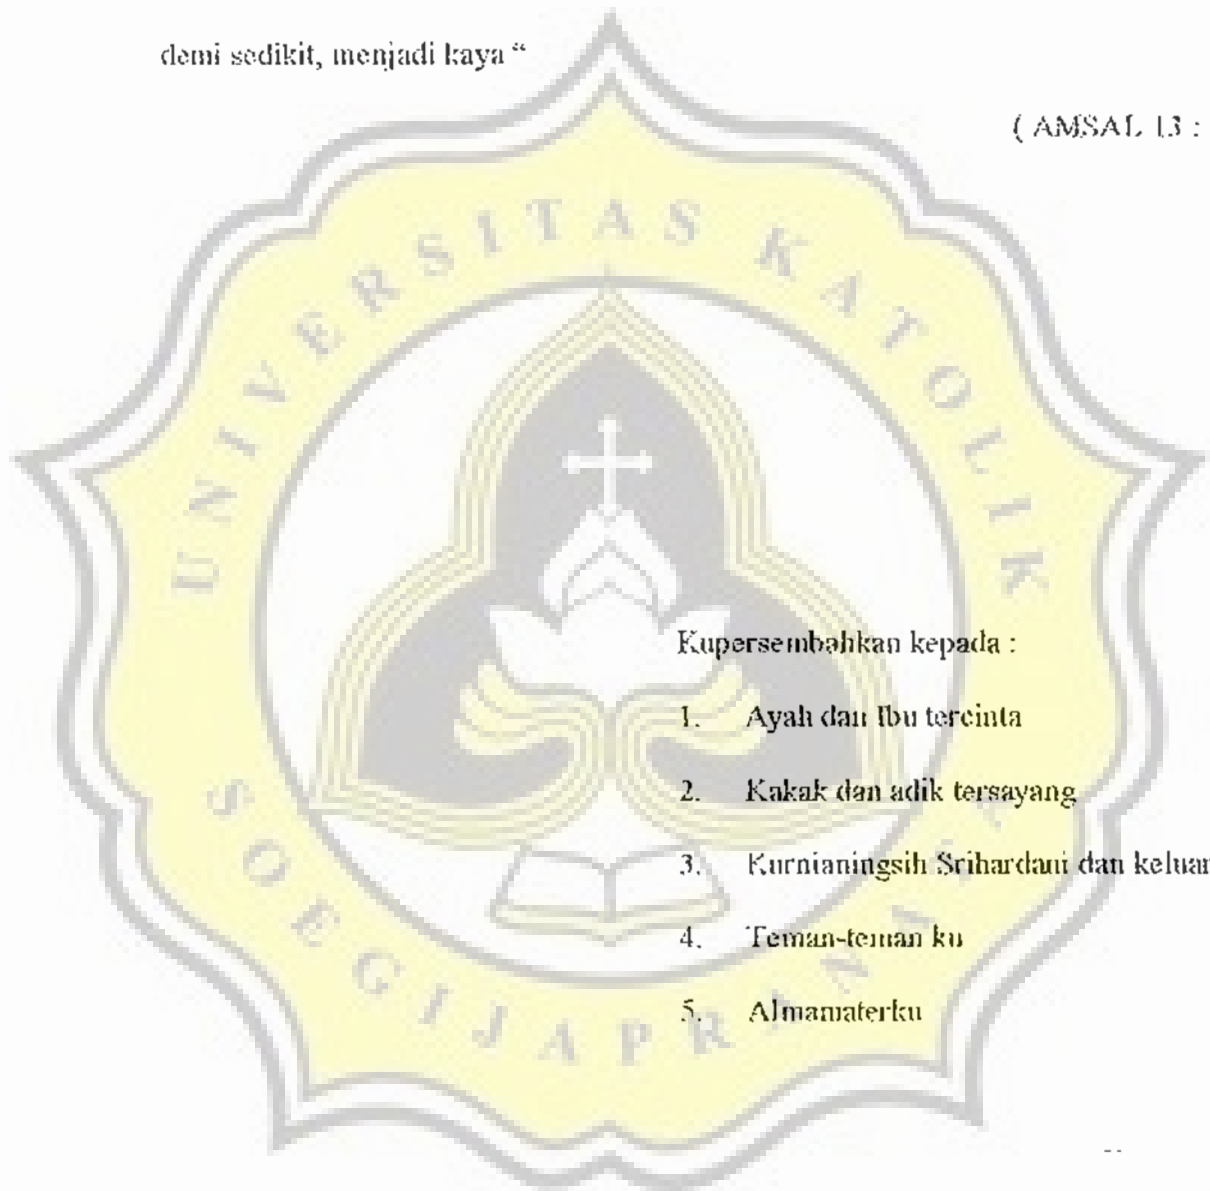 demi sedikit, menjadi kaya “
( AMSAL 13 :
UNIVERSITAS KATOLIK
SOEGIJAPRANATA
Kupersembahkan kepada :
1. Ayah dan Ibu tercinta
2. Kakak dan adik tersayang
3. Kurnianingsih Srihardani dan keluar
4. Teman-teman ku
5. Almamaterku